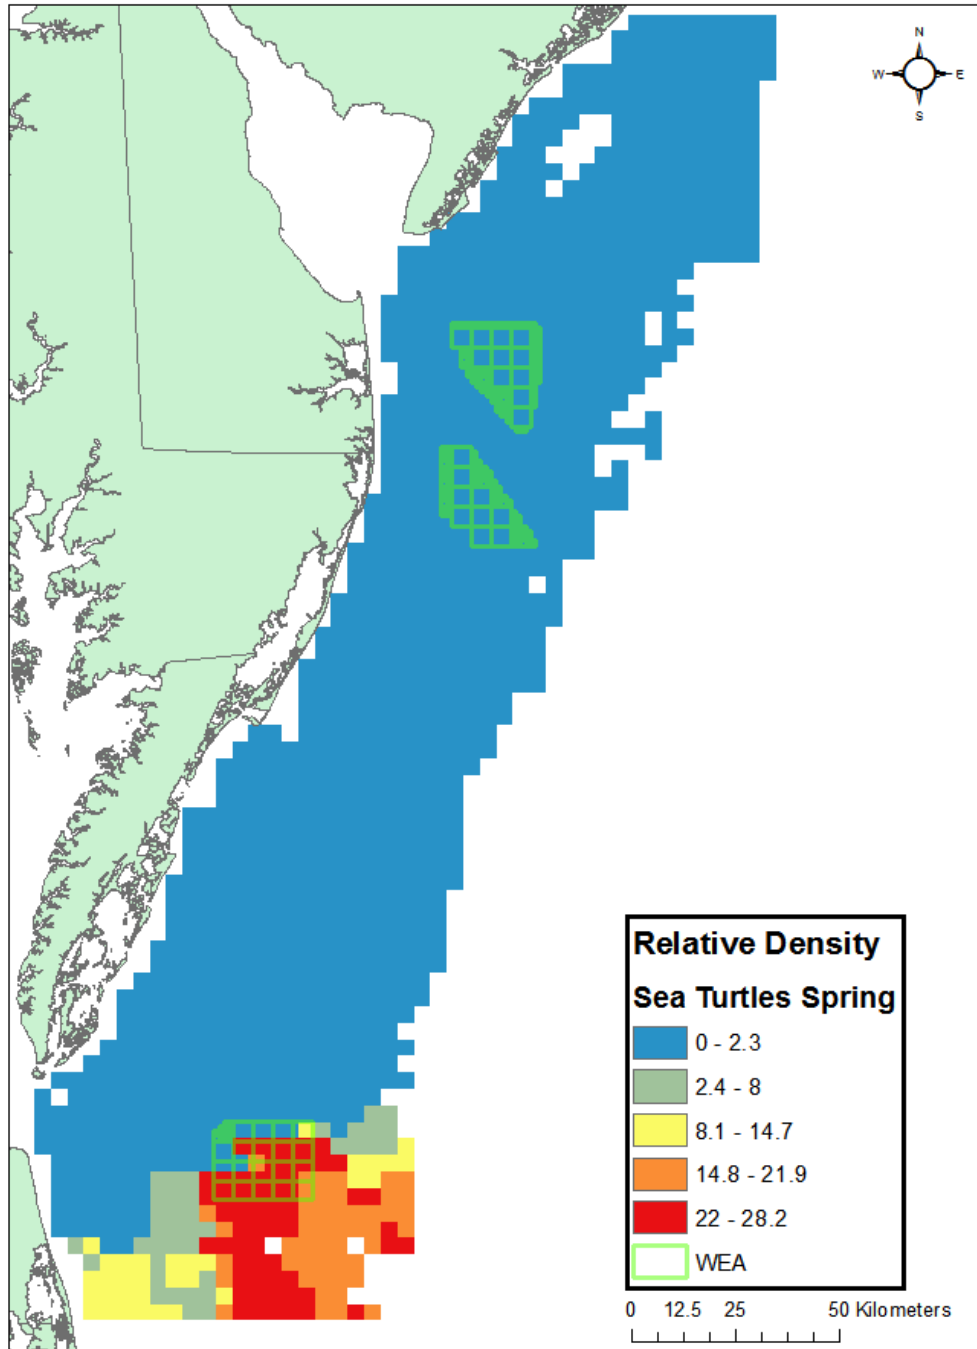 N
W E
S
Relative Density
Sea Turtles Spring
0 - 2.3
2.4 - 8
8.1 - 14.7
14.8 - 21.9
22 - 28.2
WEA
0 12.5 25 50 Kilometers